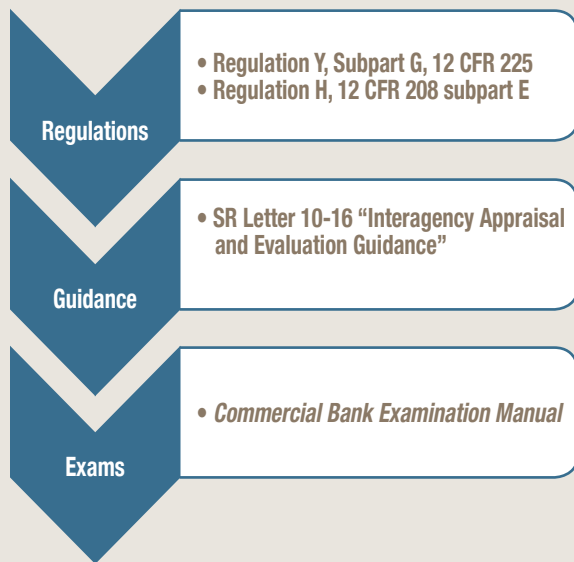 Regulations
• Regulation Y, Subpart G, 12 CFR 225
• Regulation H, 12 CFR 208 subpart E
Guidance
• SR Letter 10-16 “Interagency Appraisal
and Evaluation Guidance”
Exams
• Commercial Bank Examination Manual